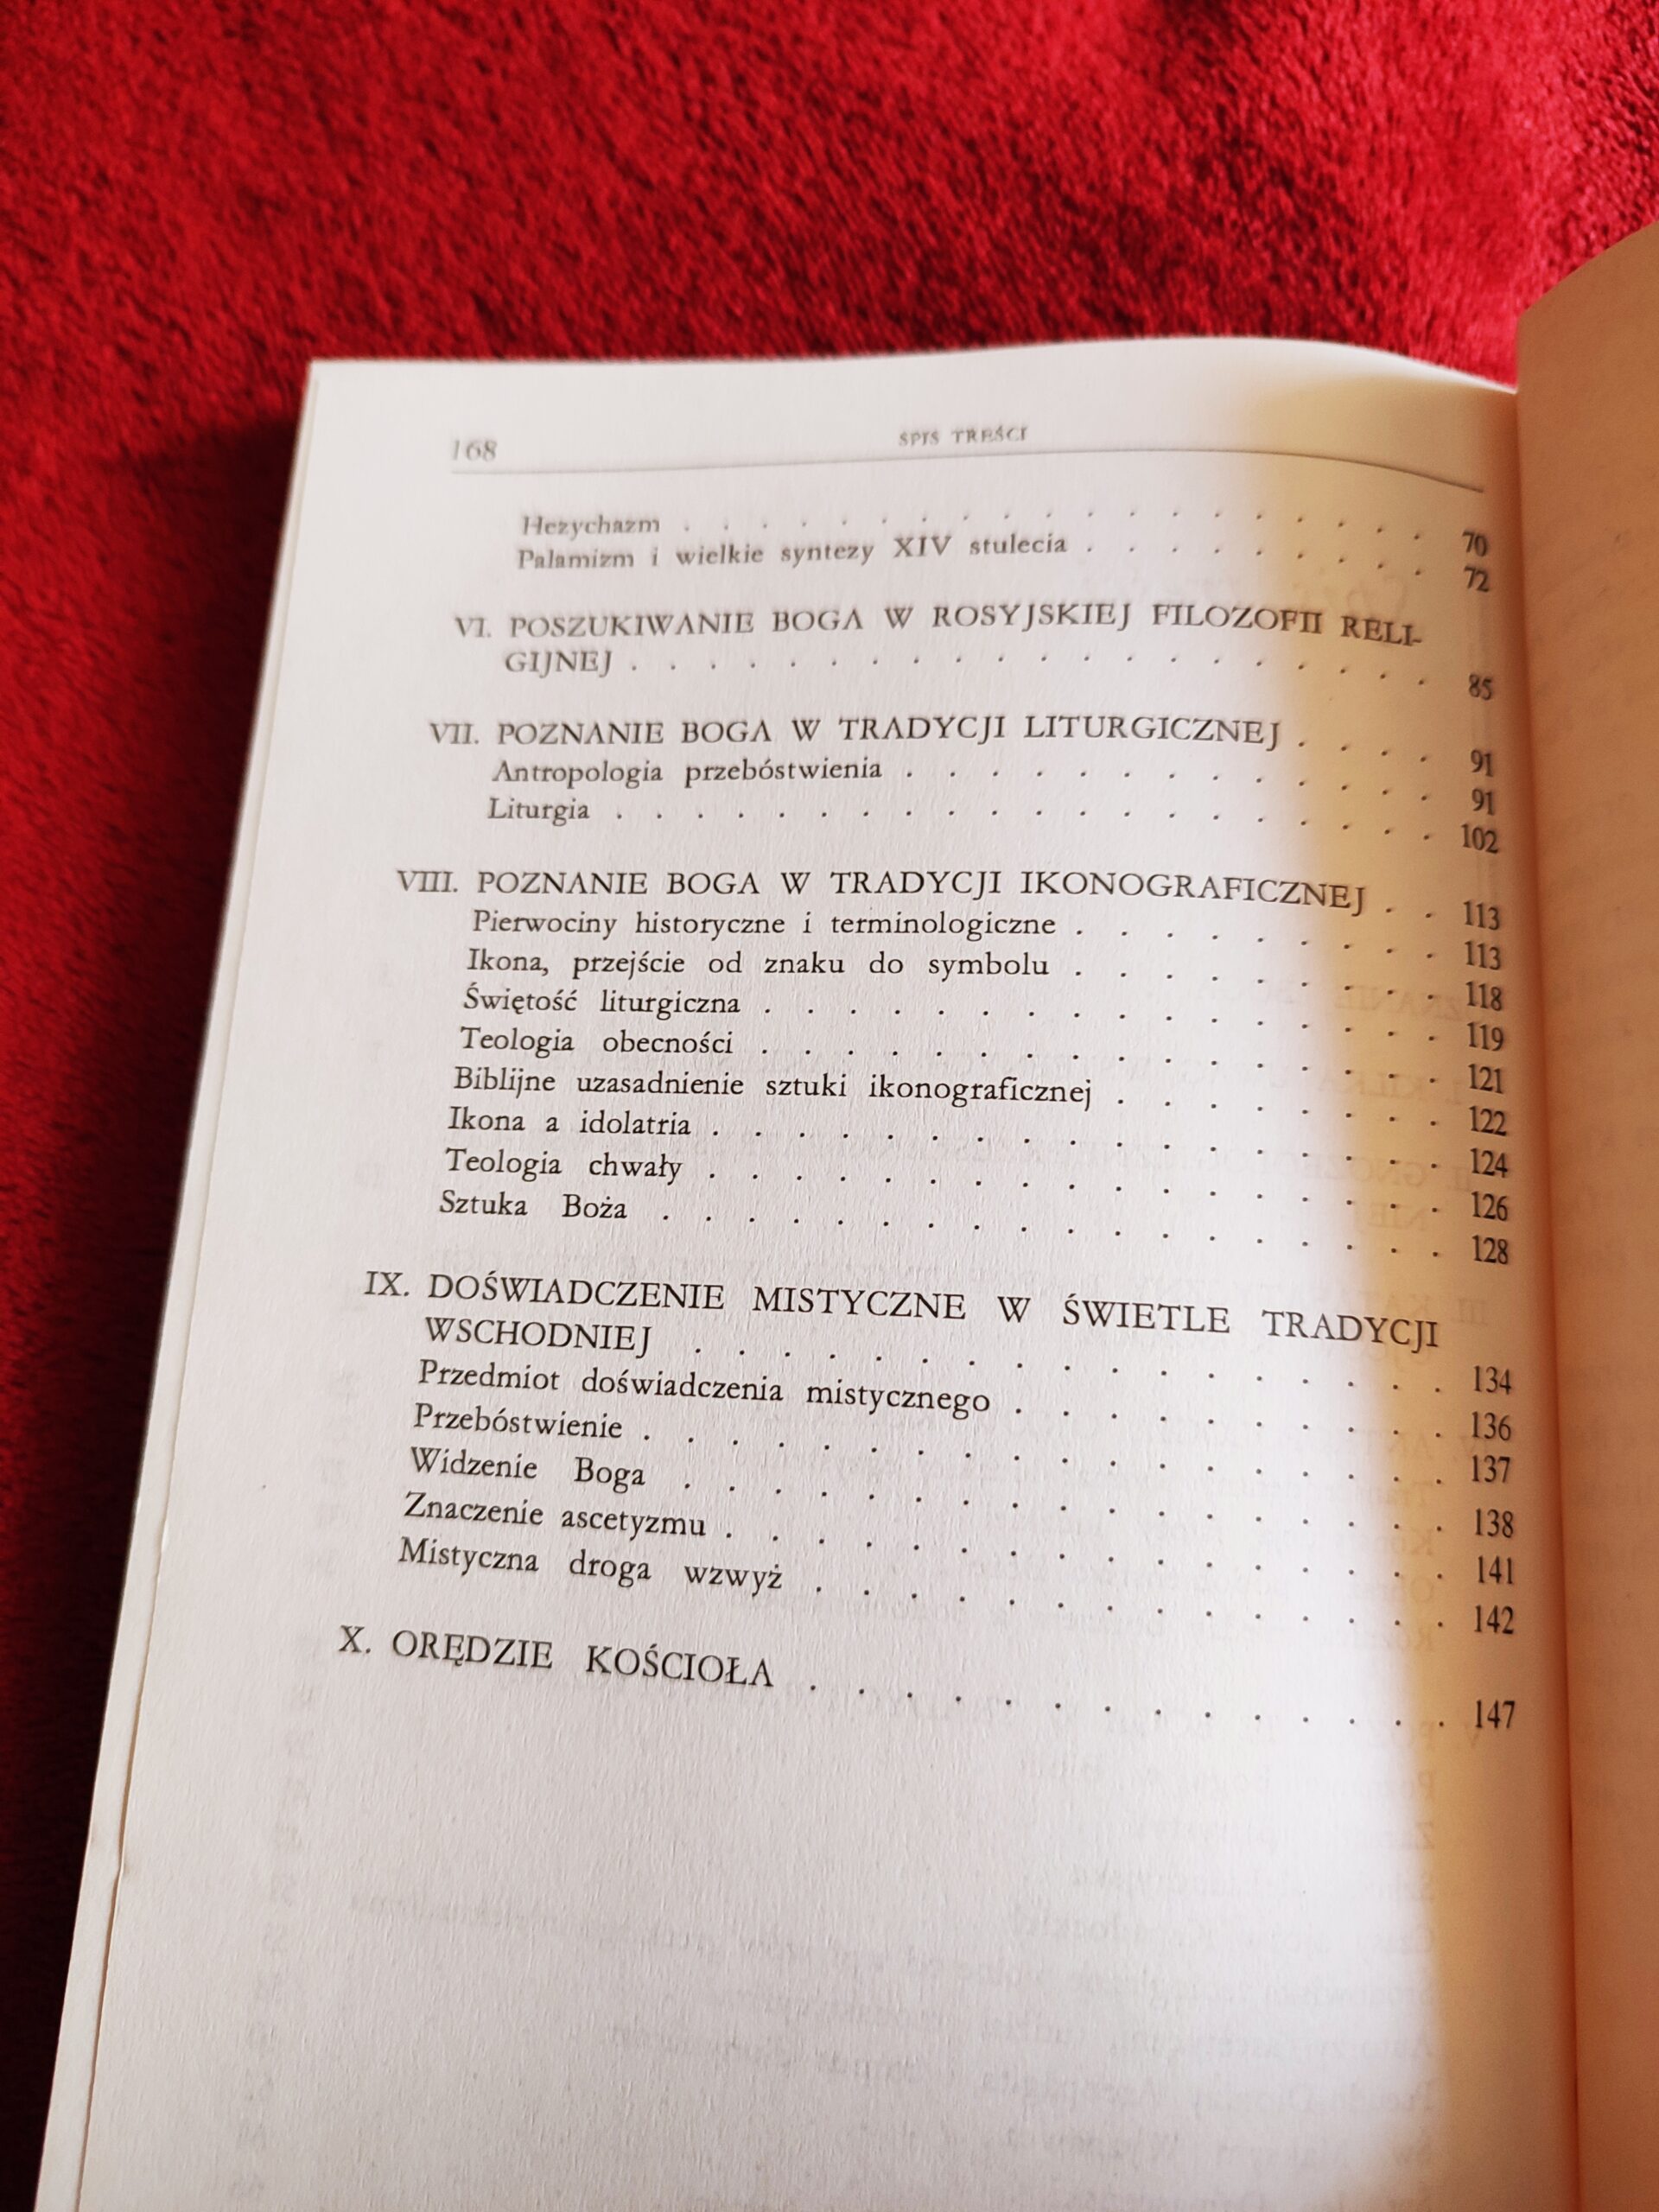 168 SPIS TREŚCI
Hezychazm . . . . . . . . . . . . . . . . . . . 70
Palamizm i wielkie syntezy XIV stulecia . . . . . . . . . 72
VI. POSZUKIWANIE BOGA W ROSYJSKIEJ FILOZOFII RELI-
GIJNEJ . . . . . . . . . . . . . . . . . . . . 85
VII. POZNANIE BOGA W TRADYCJI LITURGICZNEJ . . . . 91
Antropologia przebóstwienia . . . . . . . . . . . . . 91
Liturgia . . . . . . . . . . . . . . . . . . . . 102
VIII. POZNANIE BOGA W TRADYCJI IKONOGRAFICZNEJ . . 113
Pierwociny historyczne i terminologiczne . . . . . . . . . 113
Ikona, przejście od znaku do symbolu . . . . . . . . . 118
Świętość liturgiczna . . . . . . . . . . . . . . . . 119
Teologia obecności . . . . . . . . . . . . . . . . 121
Biblijne uzasadnienie sztuki ikonograficznej . . . . . . . . 122
Ikona a idolatria . . . . . . . . . . . . . . . . . 124
Teologia chwały . . . . . . . . . . . . . . . . . 126
Sztuka Boża . . . . . . . . . . . . . . . . . . 128
IX. DOŚWIADCZENIE MISTYCZNE W ŚWIETLE TRADYCJI
WSCHODNIEJ . . . . . . . . . . . . . . . . . 134
Przedmiot doświadczenia mistycznego . . . . . . . . . . 136
Przebóstwienie . . . . . . . . . . . . . . . . . . 137
Widzenie Boga . . . . . . . . . . . . . . . . . 138
Znaczenie ascetyzmu . . . . . . . . . . . . . . . . 141
Mistyczna droga wzwyż . . . . . . . . . . . . . . 142
X. ORĘDZIE KOŚCIOŁA . . . . . . . . . . . . . . 147